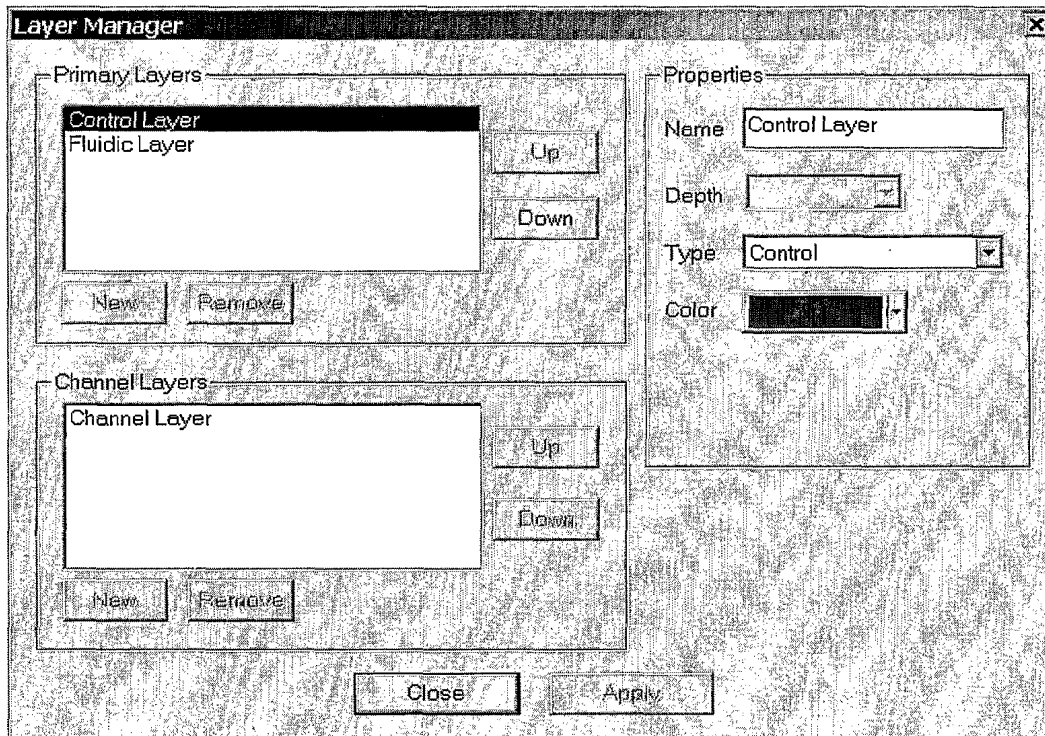 Layer Manager
Primary Layers
Control Layer
Fluidic Layer
Up
Down
New
Remove
Channel Layers
Channel Layer
Up
Down
New
Remove
Properties
Name
Control Layer
Depth
Type
Control
Color
Close
Apply